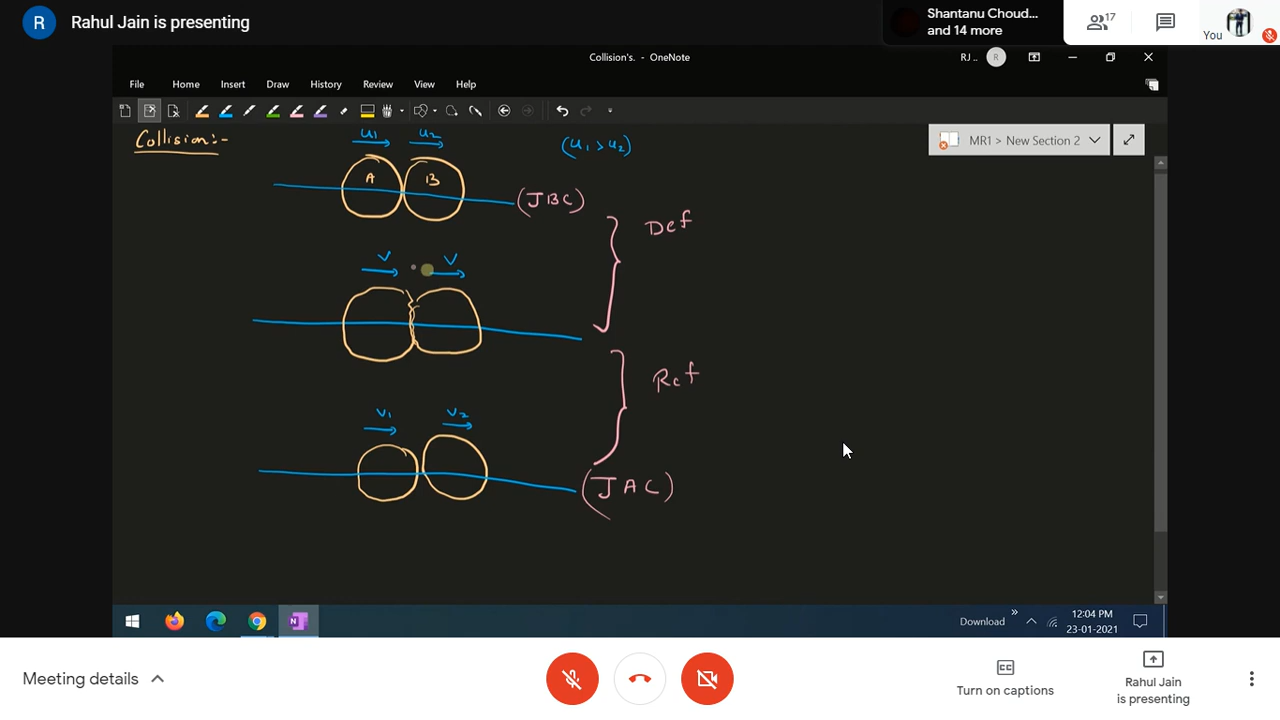 R Rahul Jain is presenting
Shantanu Choud...
and 14 more
17
You
Collision's. - OneNote
RJ ..
R
File Home Insert Draw History Review View Help
MR1 > New Section 2
Collision:-
u1 u2 (u1 > u2)
A B
(JBC)
Def
v v
Ref
v1 v2
(JAC)
Download
12:04 PM
23-01-2021
Meeting details
Turn on captions
Rahul Jain
is presenting